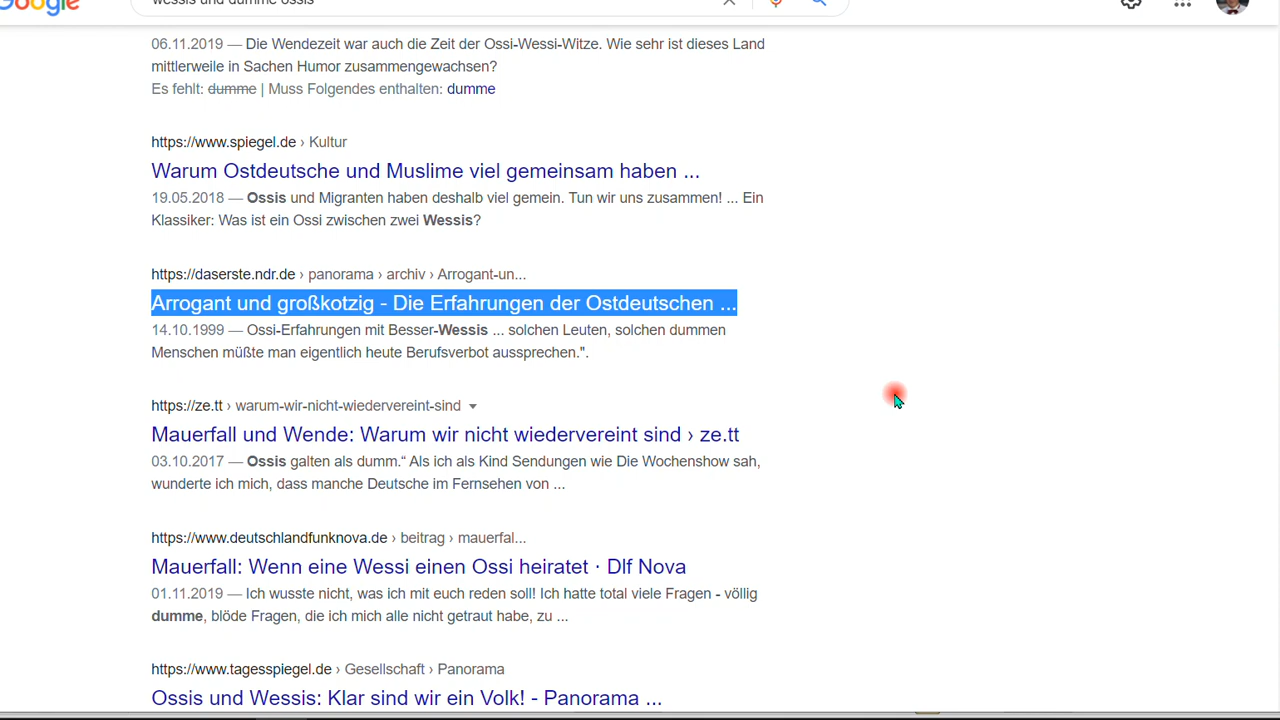 Google
wessis und dumme ossis
06.11.2019 — Die Wendezeit war auch die Zeit der Ossi-Wessi-Witze. Wie sehr ist dieses Land
mittlerweile in Sachen Humor zusammengewachsen?
Es fehlt: dumme | Muss Folgendes enthalten: dumme
https://www.spiegel.de › Kultur
Warum Ostdeutsche und Muslime viel gemeinsam haben ...
19.05.2018 — Ossis und Migranten haben deshalb viel gemein. Tun wir uns zusammen! ... Ein
Klassiker: Was ist ein Ossi zwischen zwei Wessis?
https://daserste.ndr.de › panorama › archiv › Arrogant-un...
Arrogant und großkotzig - Die Erfahrungen der Ostdeutschen ...
14.10.1999 — Ossi-Erfahrungen mit Besser-Wessis ... solchen Leuten, solchen dummen
Menschen müßte man eigentlich heute Berufsverbot aussprechen.".
https://ze.tt › warum-wir-nicht-wiedervereint-sind
Mauerfall und Wende: Warum wir nicht wiedervereint sind › ze.tt
03.10.2017 — Ossis galten als dumm.“ Als ich als Kind Sendungen wie Die Wochenshow sah,
wunderte ich mich, dass manche Deutsche im Fernsehen von ...
https://www.deutschlandfunknova.de › beitrag › mauerfal...
Mauerfall: Wenn eine Wessi einen Ossi heiratet · Dlf Nova
01.11.2019 — Ich wusste nicht, was ich mit euch reden soll! Ich hatte total viele Fragen - völlig
dumme, blöde Fragen, die ich mich alle nicht getraut habe, zu ...
https://www.tagesspiegel.de › Gesellschaft › Panorama
Ossis und Wessis: Klar sind wir ein Volk! - Panorama ...